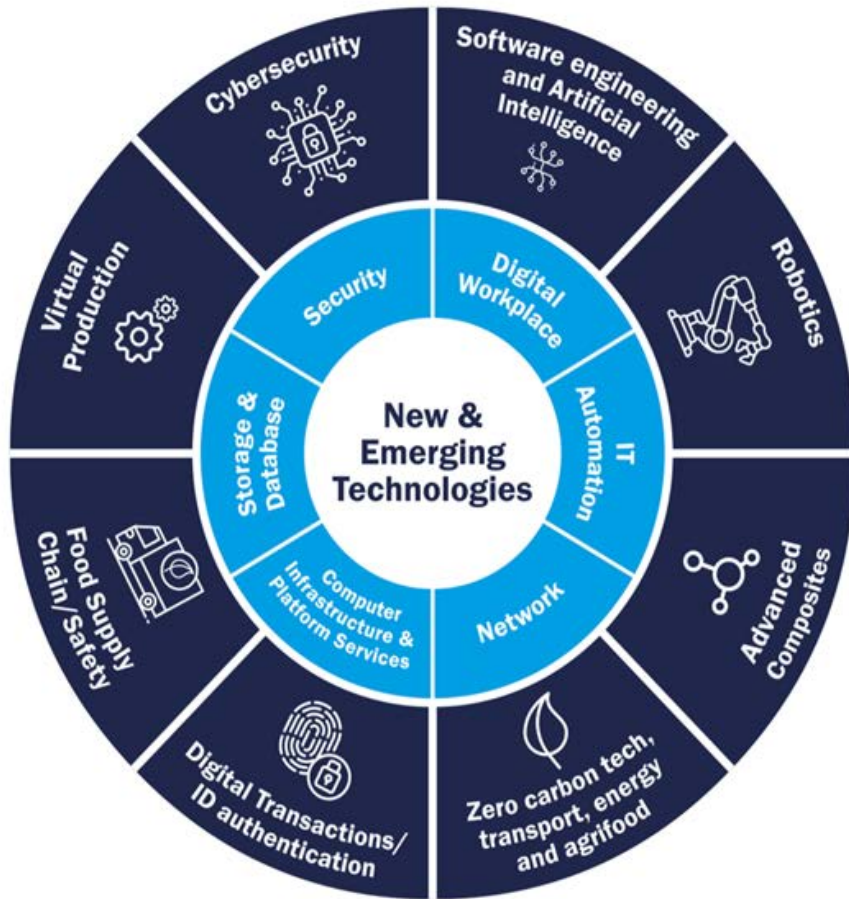 New &
Emerging
Technologies
Digital
Workplace
IT
Automation
Network
Computer
Infrastructure &
Platform Services
Storage &
Database
Security
Software engineering
and Artificial
Intelligence
Robotics
Advanced
Composites
Zero carbon tech,
transport, energy
and agrifood
Digital Transactions/
ID authentication
Food Supply
Chain/Safety
Virtual
Production
Cybersecurity